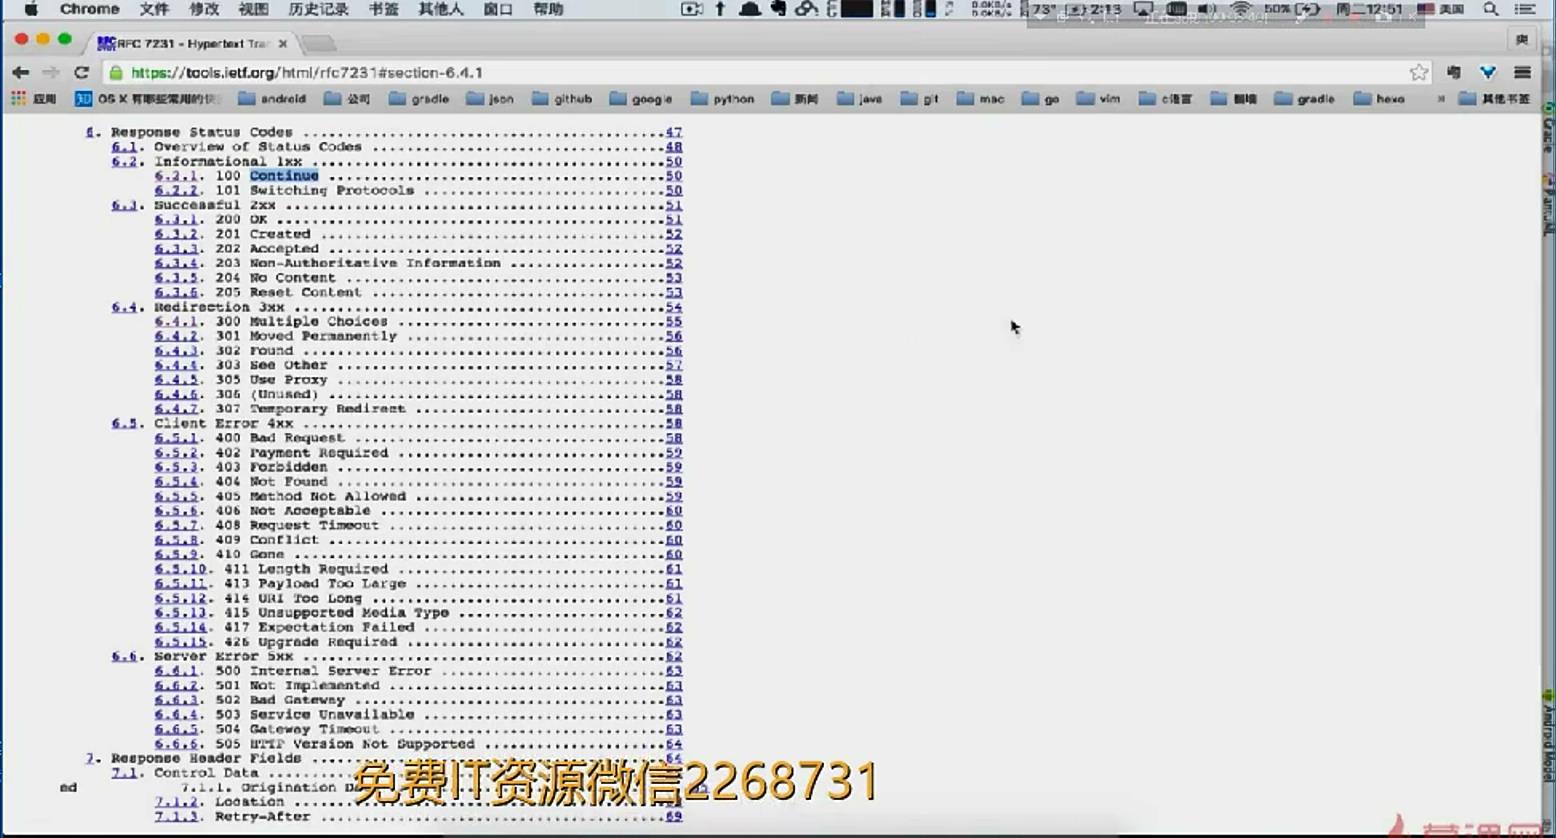 Chrome 文件 修改 视图 历史记录 书签 其他人 窗口 帮助 73° 2:13 50% 周二12:51 美国
RFC 7231 - Hypertext Tra
https://tools.ietf.org/html/rfc7231#section-6.4.1
应用 OS X 有哪些常用的快 android 公司 gradle json github google python 新闻 java git mac go vim c语言 翻墙 gradle hexo » 其他书签
6. Response Status Codes ..........................................47
6.1. Overview of Status Codes ..................................48
6.2. Informational 1xx .........................................50
6.2.1. 100 Continue .......................................50
6.2.2. 101 Switching Protocols ............................50
6.3. Successful 2xx ............................................51
6.3.1. 200 OK .............................................51
6.3.2. 201 Created ........................................52
6.3.3. 202 Accepted .......................................52
6.3.4. 203 Non-Authoritative Information ..................52
6.3.5. 204 No Content .....................................53
6.3.6. 205 Reset Content ..................................53
6.4. Redirection 3xx ...........................................54
6.4.1. 300 Multiple Choices ...............................55
6.4.2. 301 Moved Permanently ..............................56
6.4.3. 302 Found ..........................................56
6.4.4. 303 See Other ......................................57
6.4.5. 305 Use Proxy ......................................58
6.4.6. 306 (Unused) .......................................58
6.4.7. 307 Temporary Redirect .............................58
6.5. Client Error 4xx ..........................................58
6.5.1. 400 Bad Request ....................................58
6.5.2. 402 Payment Required ...............................59
6.5.3. 403 Forbidden ......................................59
6.5.4. 404 Not Found ......................................59
6.5.5. 405 Method Not Allowed .............................59
6.5.6. 406 Not Acceptable .................................60
6.5.7. 408 Request Timeout ................................60
6.5.8. 409 Conflict .......................................60
6.5.9. 410 Gone ...........................................60
6.5.10. 411 Length Required ...............................61
6.5.11. 413 Payload Too Large .............................61
6.5.12. 414 URI Too Long ..................................61
6.5.13. 415 Unsupported Media Type ........................62
6.5.14. 417 Expectation Failed ............................62
6.5.15. 426 Upgrade Required ..............................62
6.6. Server Error 5xx ..........................................62
6.6.1. 500 Internal Server Error ..........................63
6.6.2. 501 Not Implemented ................................63
6.6.3. 502 Bad Gateway ....................................63
6.6.4. 503 Service Unavailable ............................63
6.6.5. 504 Gateway Timeout ................................63
6.6.6. 505 HTTP Version Not Supported .....................64
7. Response Header Fields .........................................64
7.1. Control Data
ed 7.1.1. Origination D
7.1.2. Location
7.1.3. Retry-After ........................................69
免费IT资源微信2268731
Gradle
Android Model